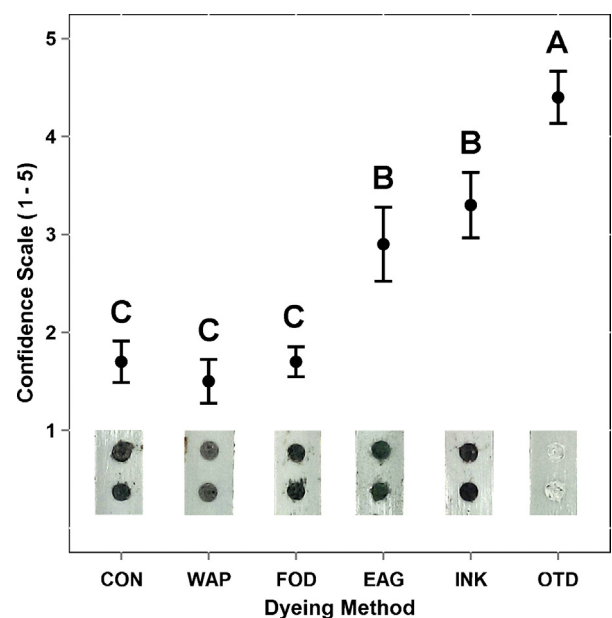 5
4
3
2
1
Confidence Scale (1 - 5)
C
C
C
B
B
A
CON WAP FOD EAG INK OTD
Dyeing Method